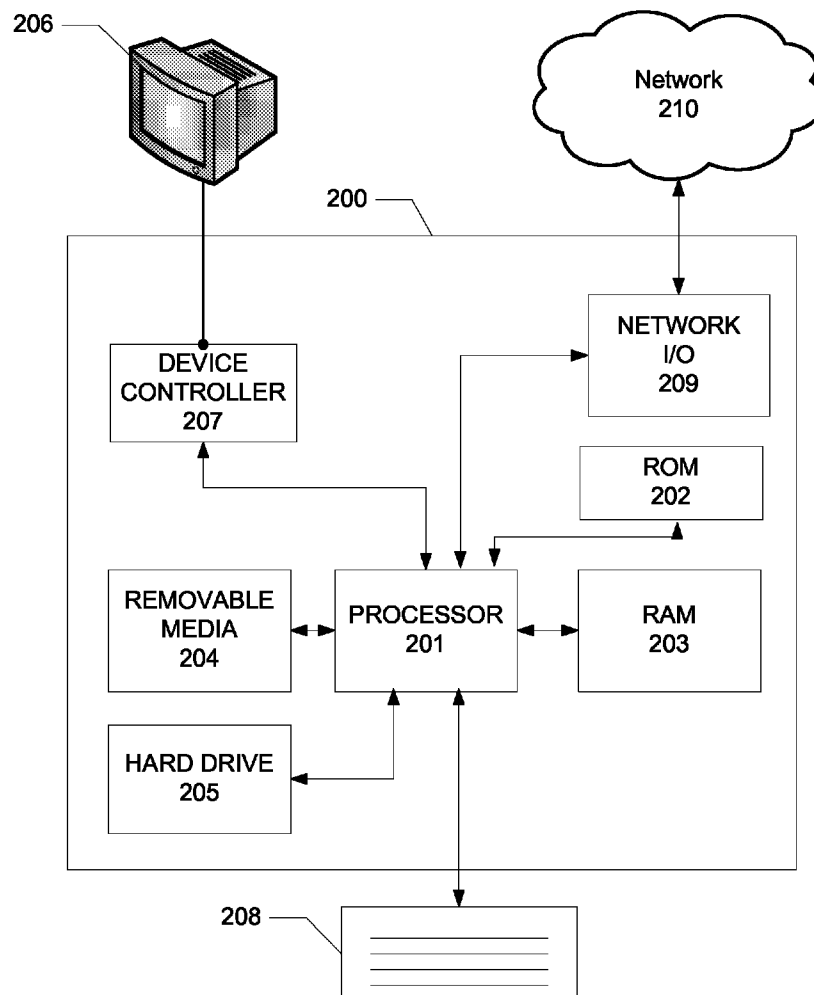 206
Network
210
200
NETWORK
I/O
209
DEVICE
CONTROLLER
207
ROM
202
REMOVABLE
MEDIA
204
PROCESSOR
201
RAM
203
HARD DRIVE
205
208